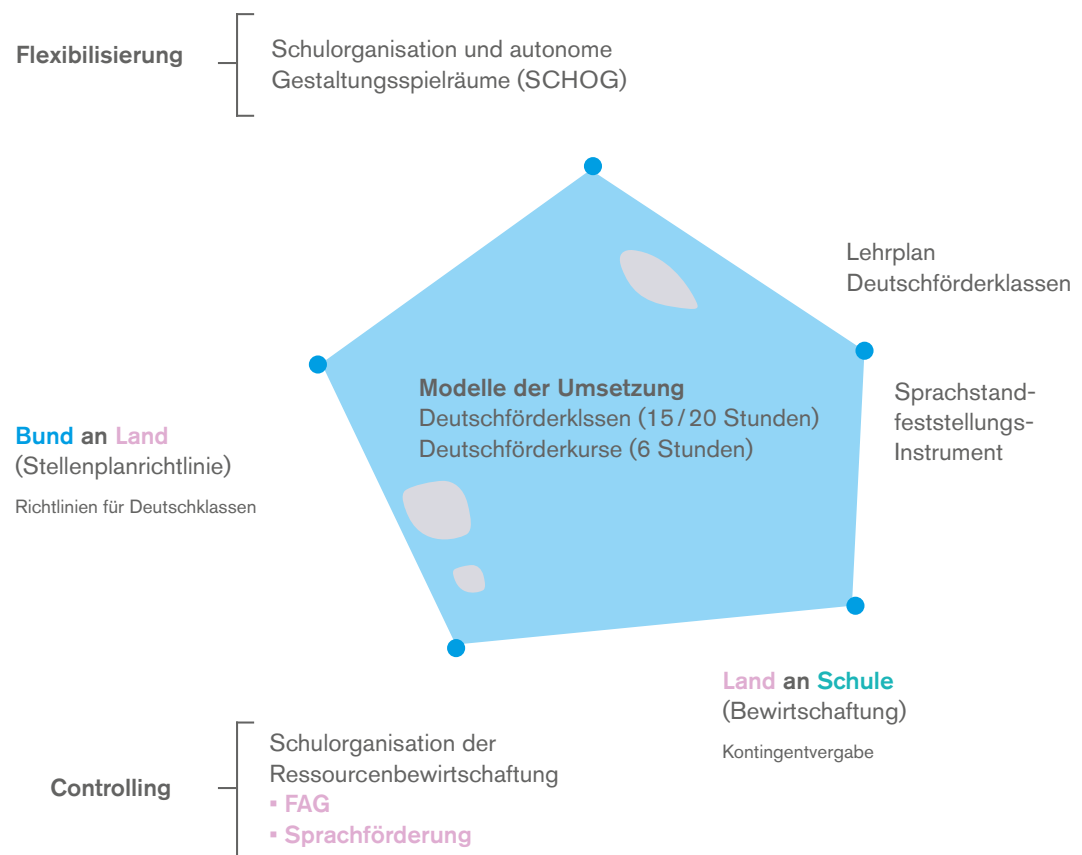 Flexibilisierung
Schulorganisation und autonome
Gestaltungsspielräume (SCHOG)
Lehrplan
Deutschförderklassen
Modelle der Umsetzung
Deutschförderklssen (15 / 20 Stunden)
Deutschförderkurse (6 Stunden)
Sprachstand-
feststellungs-
Instrument
Bund an Land
(Stellenplanrichtlinie)
Richtlinien für Deutschklassen
Land an Schule
(Bewirtschaftung)
Kontingentvergabe
Controlling
Schulorganisation der
Ressourcenbewirtschaftung
▪ FAG
▪ Sprachförderung